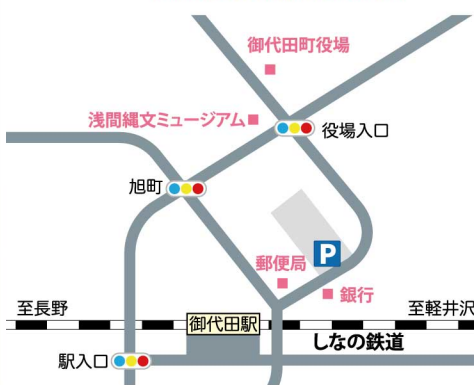 御代田町役場
浅間縄文ミュージアム
役場入口
旭町
P
郵便局
銀行
至長野
至軽井沢
御代田駅
しなの鉄道
駅入口